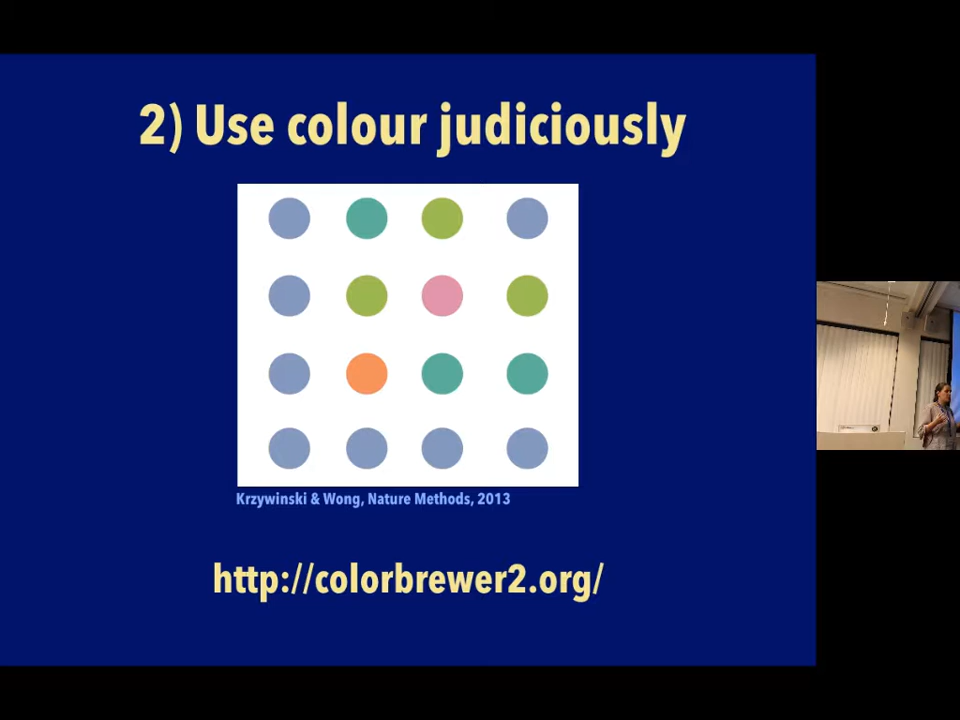 2) Use colour judiciously
Krzywinski & Wong, Nature Methods, 2013
http://colorbrewer2.org/